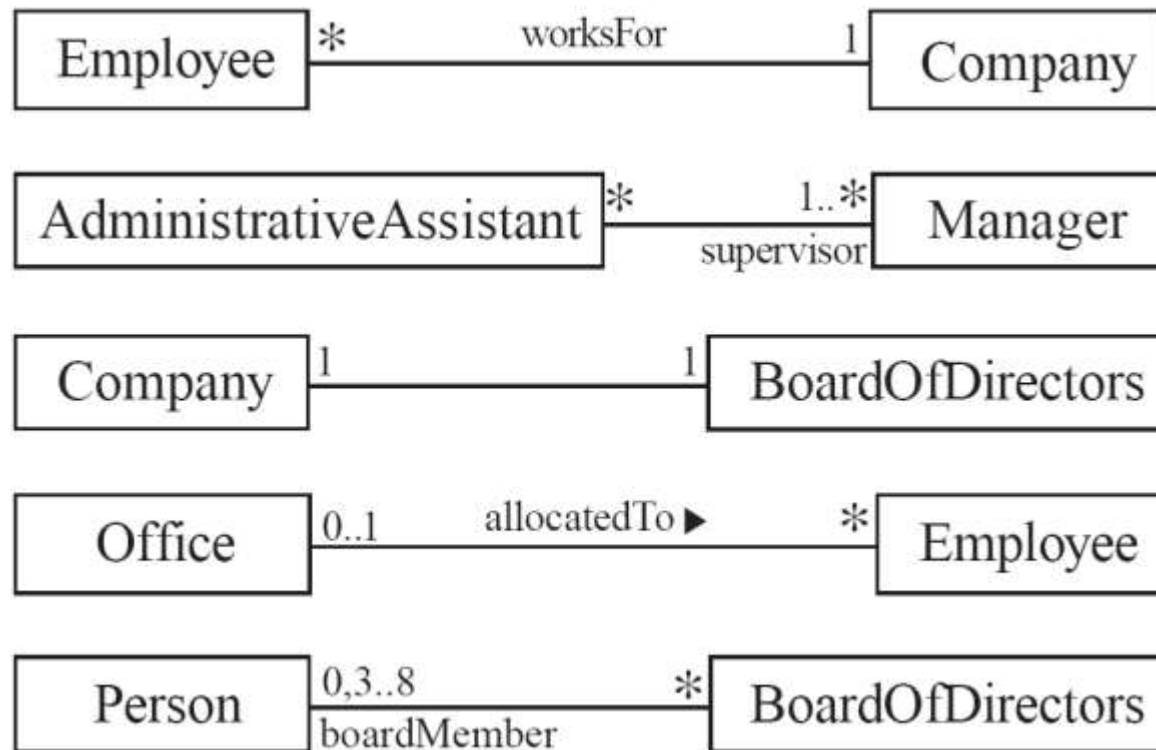 Employee * worksFor 1 Company
AdministrativeAssistant * 1..* Manager
supervisor
Company 1 1 BoardOfDirectors
Office 0..1 allocatedTo ▶ * Employee
Person 0,3..8 * BoardOfDirectors
boardMember